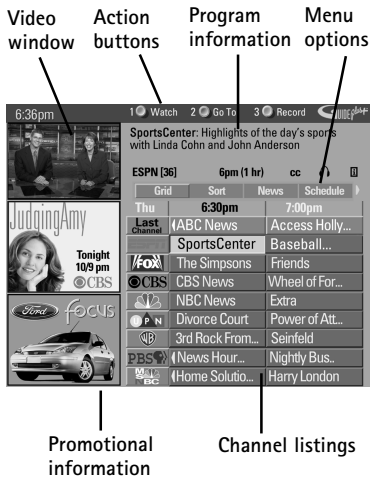 Video window
Action buttons
Program information
Menu options
6:36pm
1 Watch 2 Go To 3 Record GUIDE plus+
SportsCenter: Highlights of the day's sports
with Linda Cohn and John Anderson
ESPN [36] 6pm (1 hr) cc
Grid Sort News Schedule
Thu 6:30pm 7:00pm
Last Channel ABC News Access Holly...
ESPN SportsCenter Baseball...
FOX The Simpsons Friends
CBS CBS News Wheel of For...
NBC News Extra
UPN Divorce Court Power of Att...
WB 3rd Rock From... Seinfeld
PBS News Hour... Nightly Bus..
MSNBC Home Solutio... Harry London
JudgingAmy
Tonight
10/9 pm
CBS
Ford focus
Promotional information
Channel listings